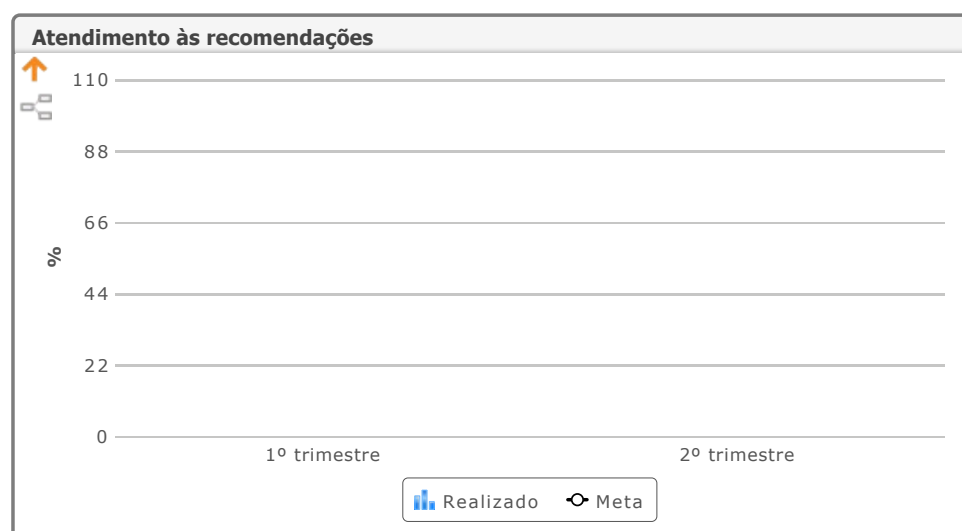 Atendimento às recomendações
110
88
66
%
44
22
0
1º trimestre 2º trimestre
Realizado Meta